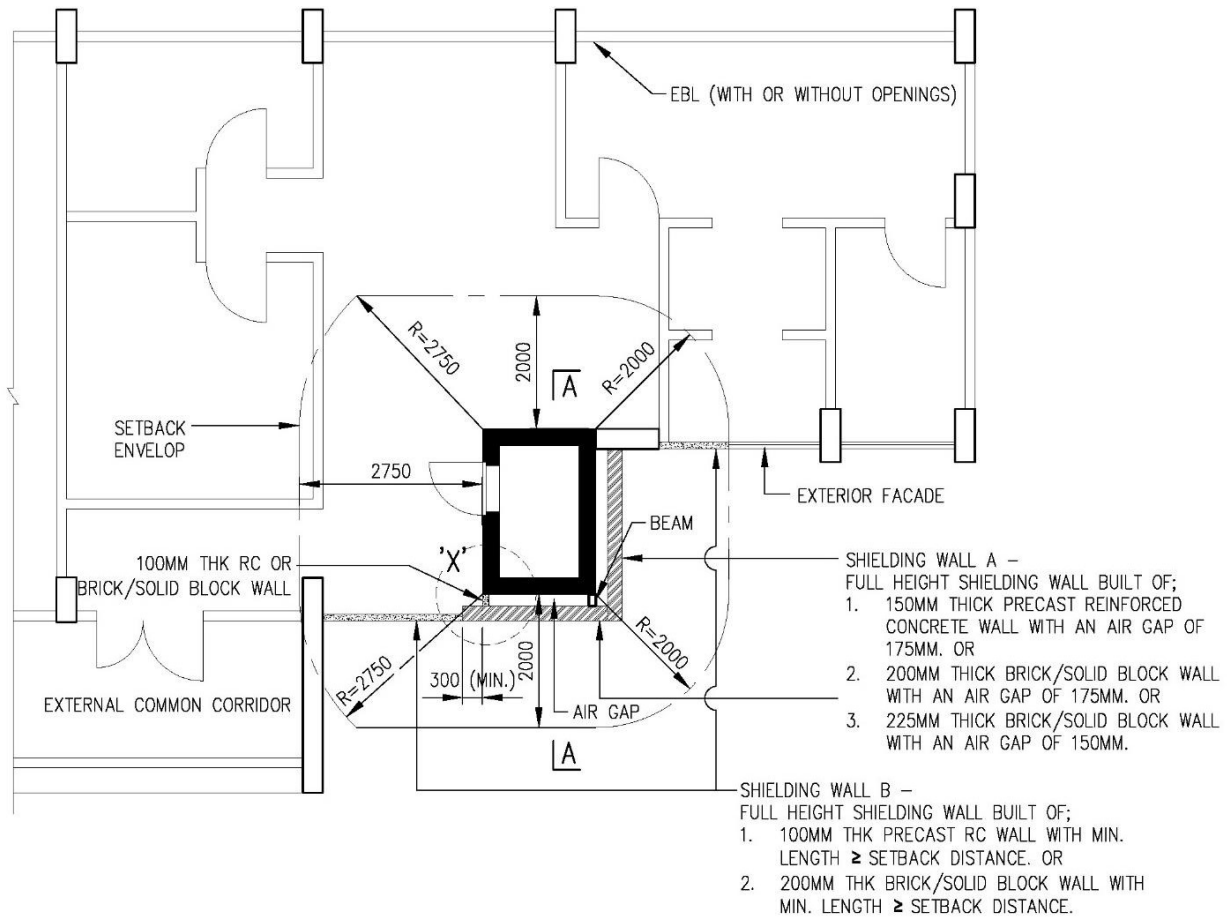 EBL (WITH OR WITHOUT OPENINGS)
R=2750
2000
R=2000
A
SETBACK
ENVELOP
2750
EXTERIOR FACADE
BEAM
'X'
100MM THK RC OR
BRICK/SOLID BLOCK WALL
SHIELDING WALL A –
FULL HEIGHT SHIELDING WALL BUILT OF;
1. 150MM THICK PRECAST REINFORCED
CONCRETE WALL WITH AN AIR GAP OF
175MM. OR
2. 200MM THICK BRICK/SOLID BLOCK WALL
WITH AN AIR GAP OF 175MM. OR
3. 225MM THICK BRICK/SOLID BLOCK WALL
WITH AN AIR GAP OF 150MM.
R=2750
300 (MIN.)
2000
R=2000
EXTERNAL COMMON CORRIDOR
AIR GAP
A
SHIELDING WALL B –
FULL HEIGHT SHIELDING WALL BUILT OF;
1. 100MM THK PRECAST RC WALL WITH MIN.
LENGTH ≥ SETBACK DISTANCE. OR
2. 200MM THK BRICK/SOLID BLOCK WALL WITH
MIN. LENGTH ≥ SETBACK DISTANCE.